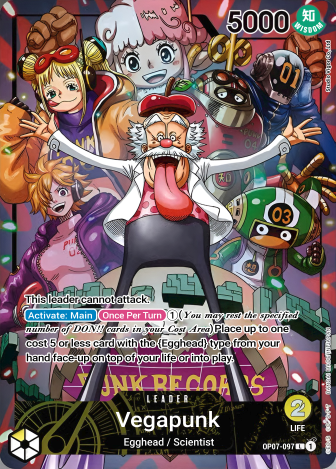 5000
知
WISDOM
01
知
03
This leader cannot attack.
Activate: Main Once Per Turn ① (You may rest the specified
number of DON!! cards in your Cost Area) Place up to one
cost 5 or less card with the {Egghead} type from your
hand face-up on top of your life or into play.
PUNK RECORDS
LEADER
Vegapunk
Egghead / Scientist
2
LIFE
OP07-097 L